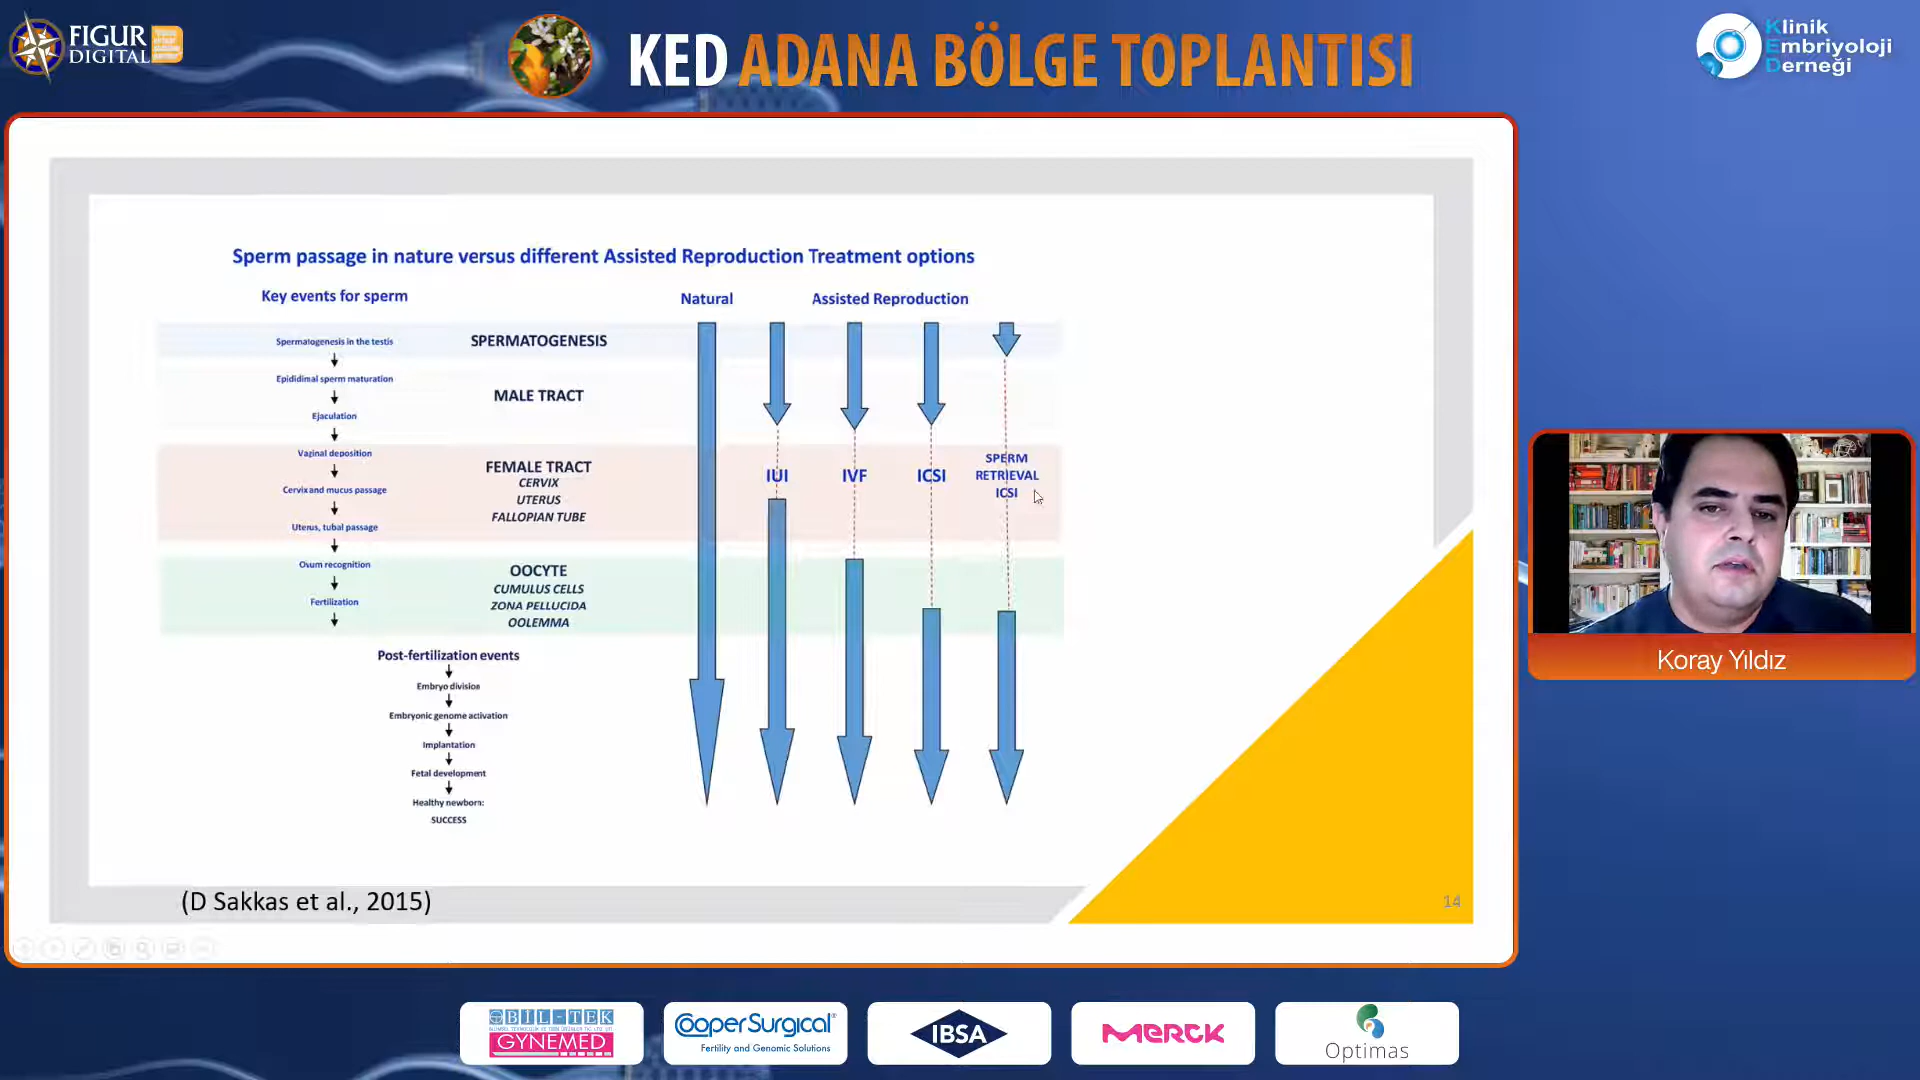 FIGUR
DIGITAL
KED ADANA BÖLGE TOPLANTISI
Klinik
Embriyoloji
Derneği
Sperm passage in nature versus different Assisted Reproduction Treatment options
Key events for sperm
Natural
Assisted Reproduction
Spermatogenesis in the testis
SPERMATOGENESIS
Epididimal sperm maturation
MALE TRACT
Ejaculation
Vaginal deposition
FEMALE TRACT
CERVIX
UTERUS
FALLOPIAN TUBE
Cervix and mucus passage
Uterus, tubal passage
IUI
IVF
ICSI
SPERM
RETRIEVAL
ICSI
Osum recognition
OOCYTE
CUMULUS CELLS
ZONA PELLUCIDA
OOLEMMA
Fertilization
Post-fertilization events
Embryo division
Embryonic genome activation
Implantation
Fetal development
Healthy newborn:
SUCCESS
(D Sakkas et al., 2015)
14
Koray Yıldız
BIL-TEK
GYNEMED
CooperSurgical
Fertility and Genomic Solutions
IBSA
MERCK
Optimas